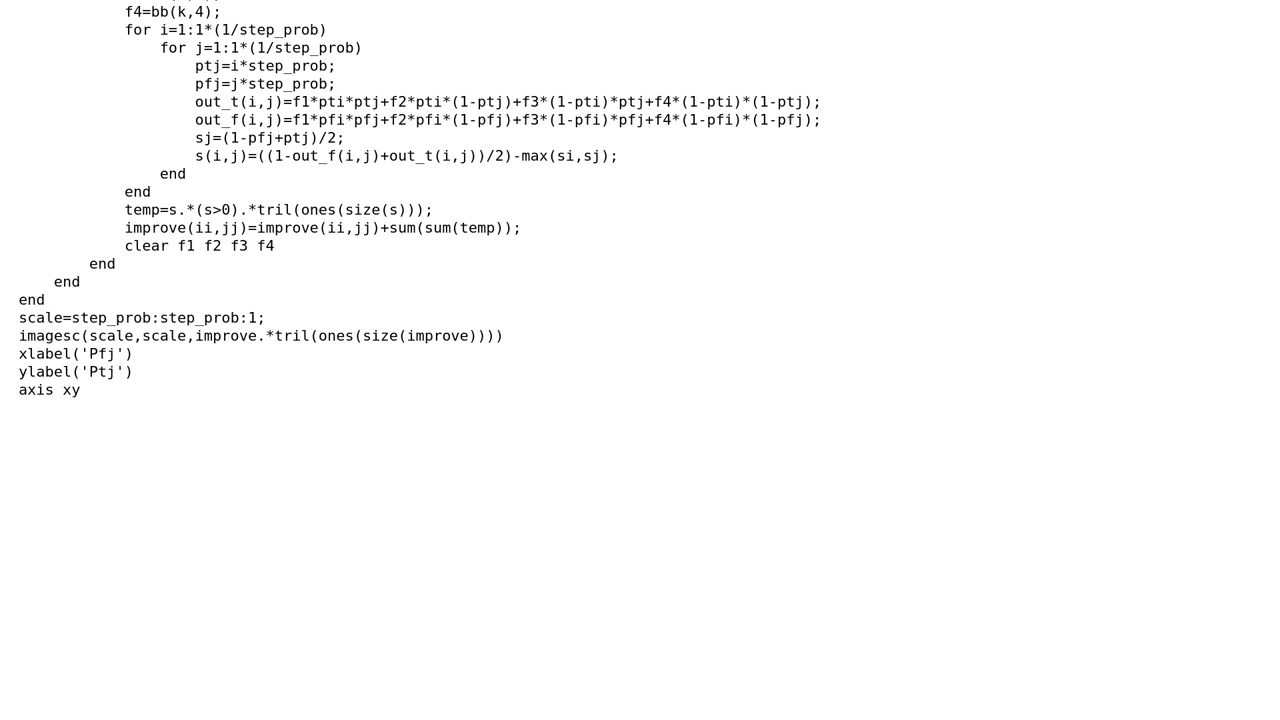 f4=bb(k,4);
for i=1:1*(1/step_prob)
for j=1:1*(1/step_prob)
ptj=i*step_prob;
pfj=j*step_prob;
out_t(i,j)=f1*pti*ptj+f2*pti*(1-ptj)+f3*(1-pti)*ptj+f4*(1-pti)*(1-ptj);
out_f(i,j)=f1*pfi*pfj+f2*pfi*(1-pfj)+f3*(1-pfi)*pfj+f4*(1-pfi)*(1-pfj);
sj=(1-pfj+ptj)/2;
s(i,j)=((1-out_f(i,j)+out_t(i,j))/2)-max(si,sj);
end
end
temp=s.*(s>0).*tril(ones(size(s)));
improve(ii,jj)=improve(ii,jj)+sum(sum(temp));
clear f1 f2 f3 f4
end
end
end
scale=step_prob:step_prob:1;
imagesc(scale,scale,improve.*tril(ones(size(improve))))
xlabel('Pfj')
ylabel('Ptj')
axis xy